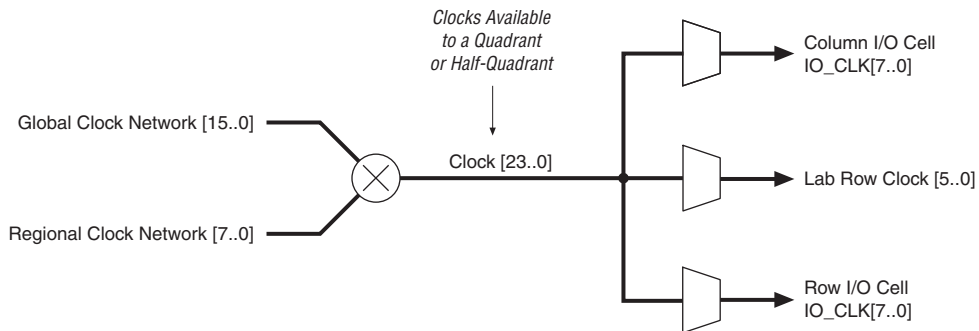 Clocks Available
to a Quadrant
or Half-Quadrant
Column I/O Cell
IO_CLK[7..0]
Global Clock Network [15..0]
Clock [23..0]
Lab Row Clock [5..0]
Regional Clock Network [7..0]
Row I/O Cell
IO_CLK[7..0]